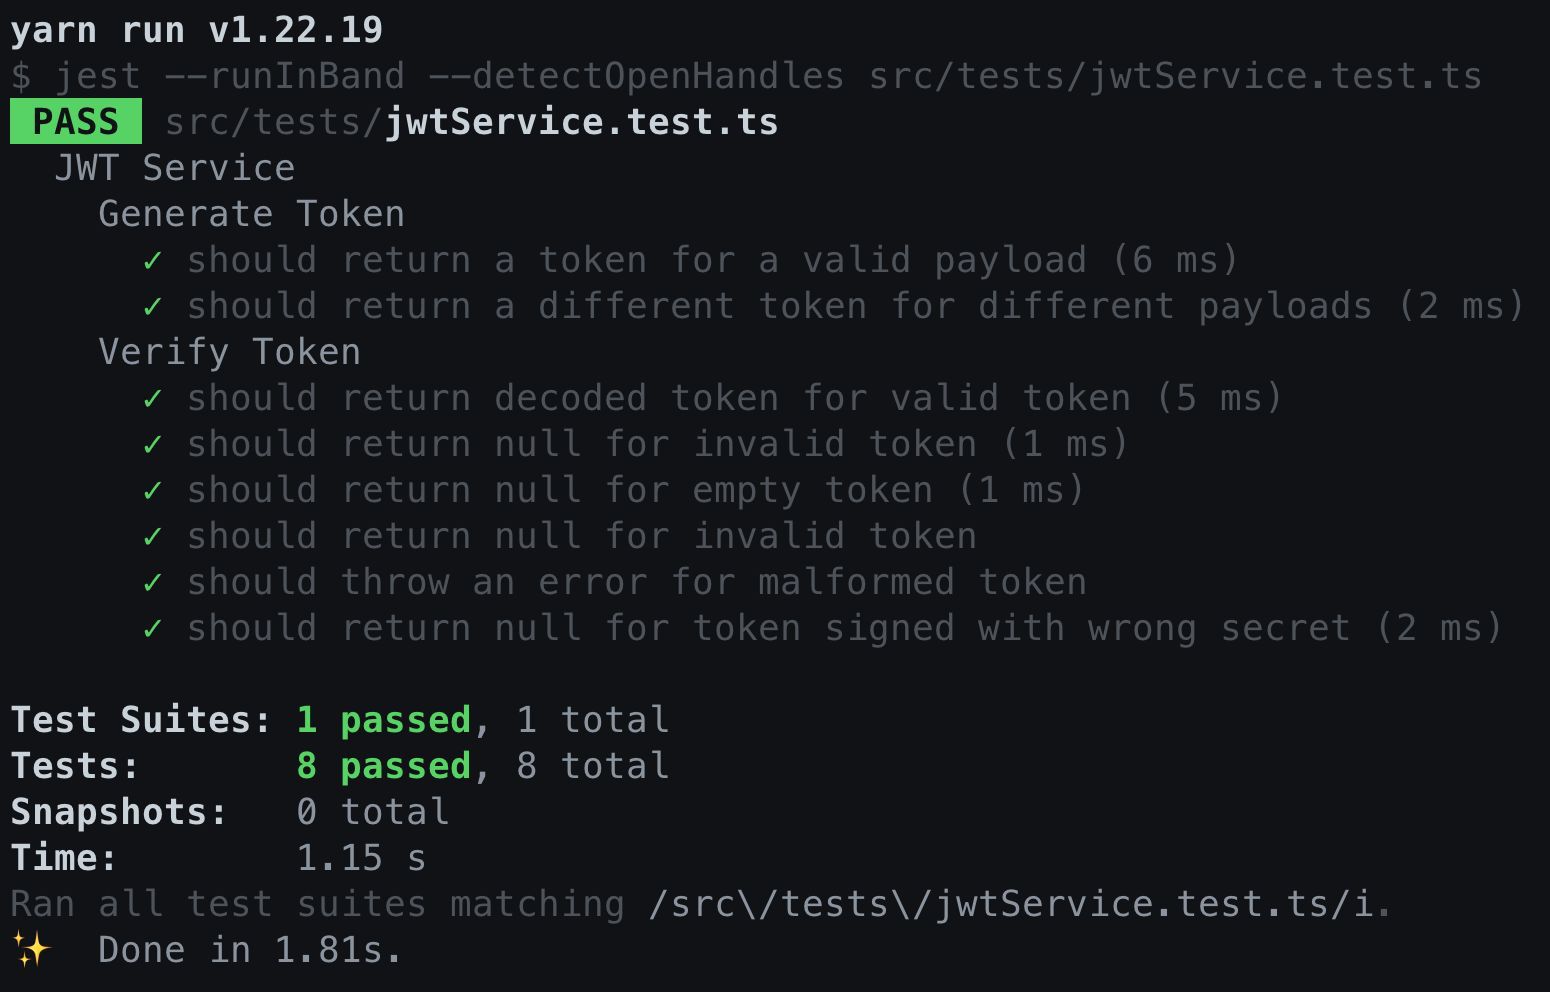 yarn run v1.22.19
$ jest --runInBand --detectOpenHandles src/tests/jwtService.test.ts
PASS src/tests/jwtService.test.ts
JWT Service
Generate Token
✓ should return a token for a valid payload (6 ms)
✓ should return a different token for different payloads (2 ms)
Verify Token
✓ should return decoded token for valid token (5 ms)
✓ should return null for invalid token (1 ms)
✓ should return null for empty token (1 ms)
✓ should return null for invalid token
✓ should throw an error for malformed token
✓ should return null for token signed with wrong secret (2 ms)
Test Suites: 1 passed, 1 total
Tests: 8 passed, 8 total
Snapshots: 0 total
Time: 1.15 s
Ran all test suites matching /src\/tests\/jwtService.test.ts/i.
✨ Done in 1.81s.